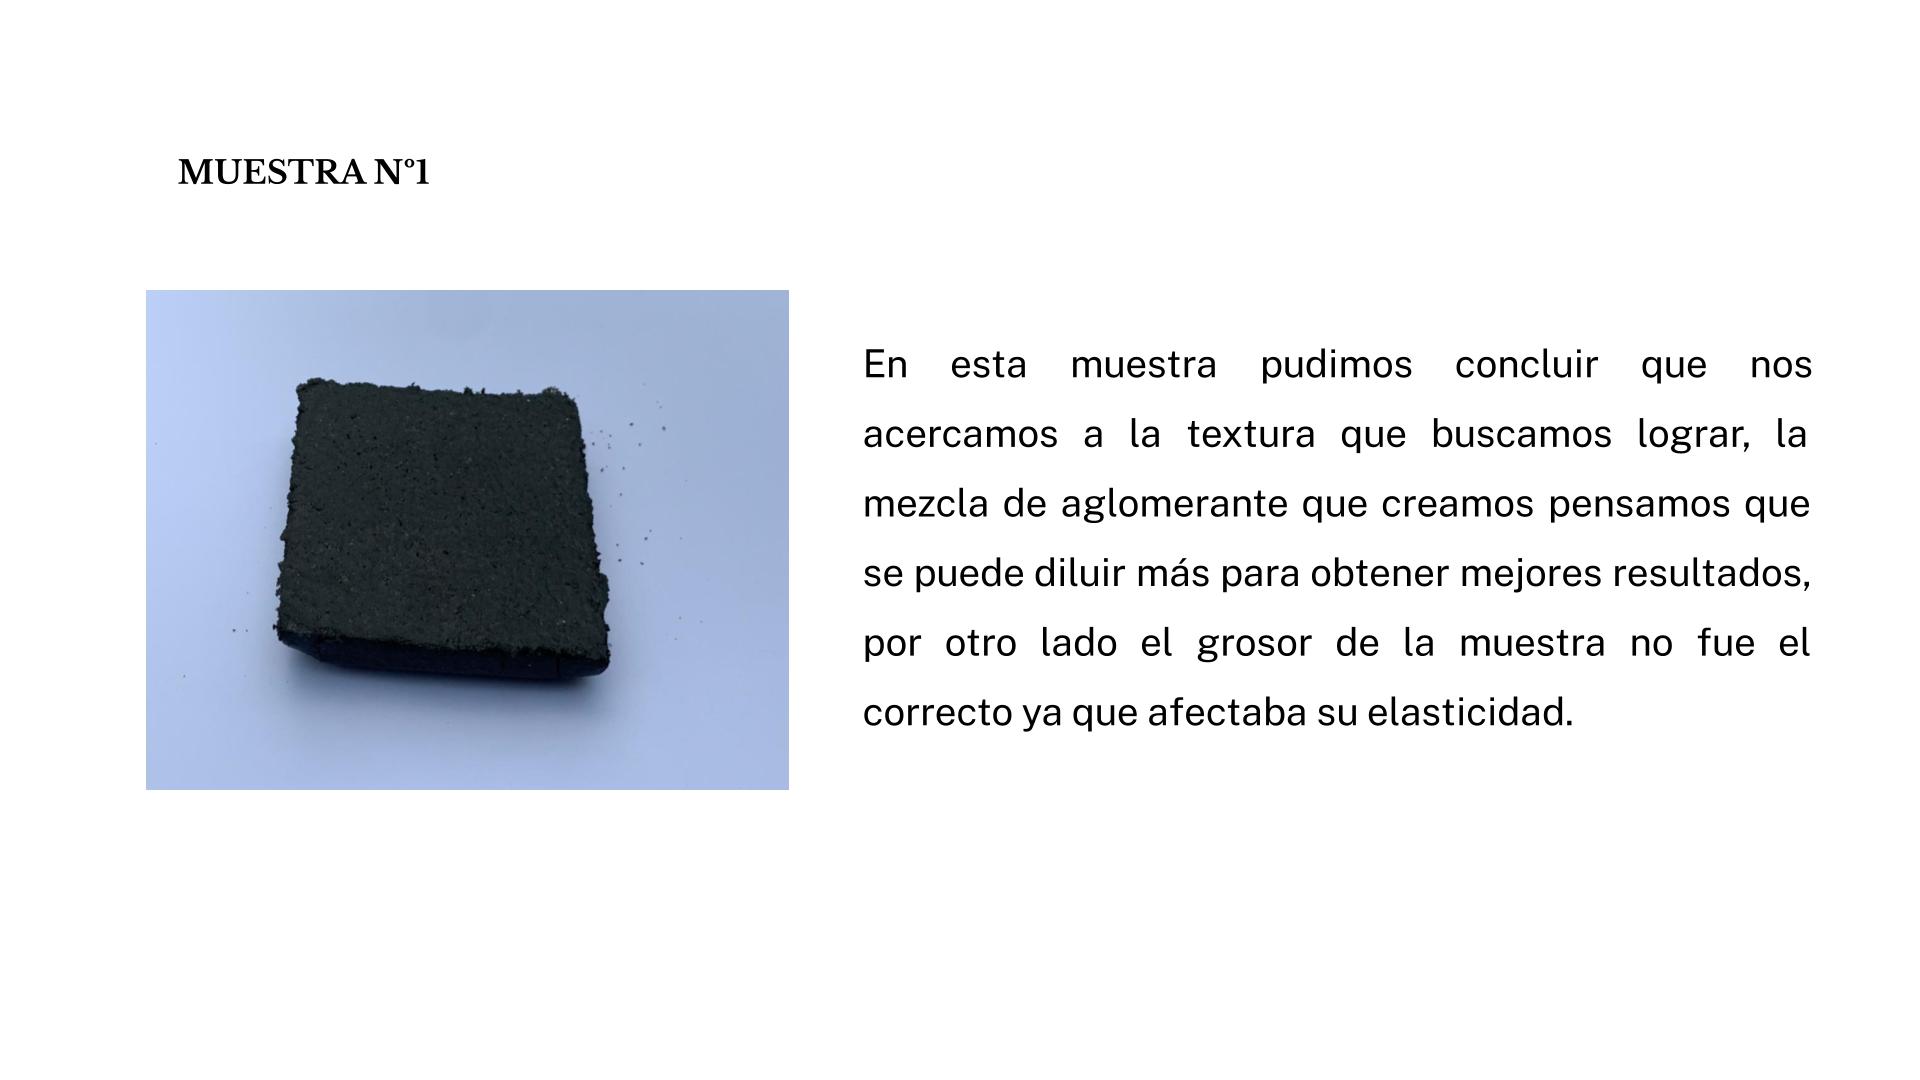 MUESTRA Nº1
En esta muestra pudimos concluir que nos
acercamos a la textura que buscamos lograr, la
mezcla de aglomerante que creamos pensamos que
se puede diluir más para obtener mejores resultados,
por otro lado el grosor de la muestra no fue el
correcto ya que afectaba su elasticidad.